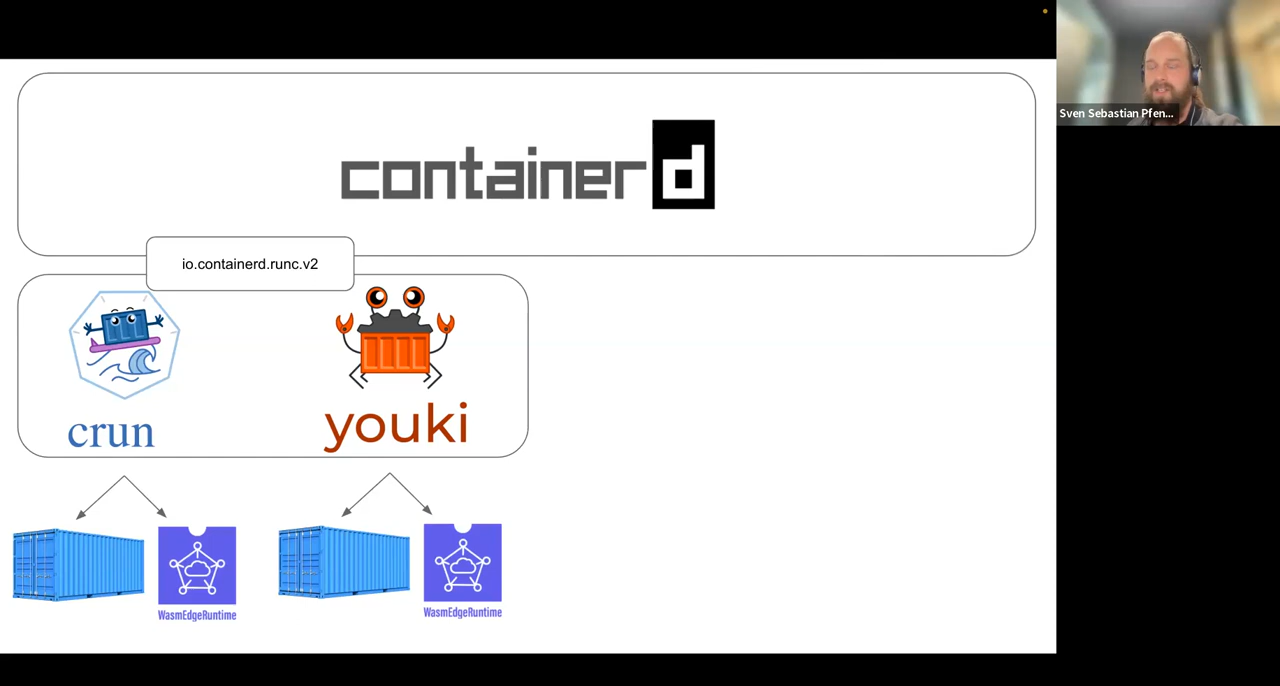 containerd
Sven Sebastian Pfen...
io.containerd.runc.v2
crun
youki
WasmEdgeRuntime
WasmEdgeRuntime